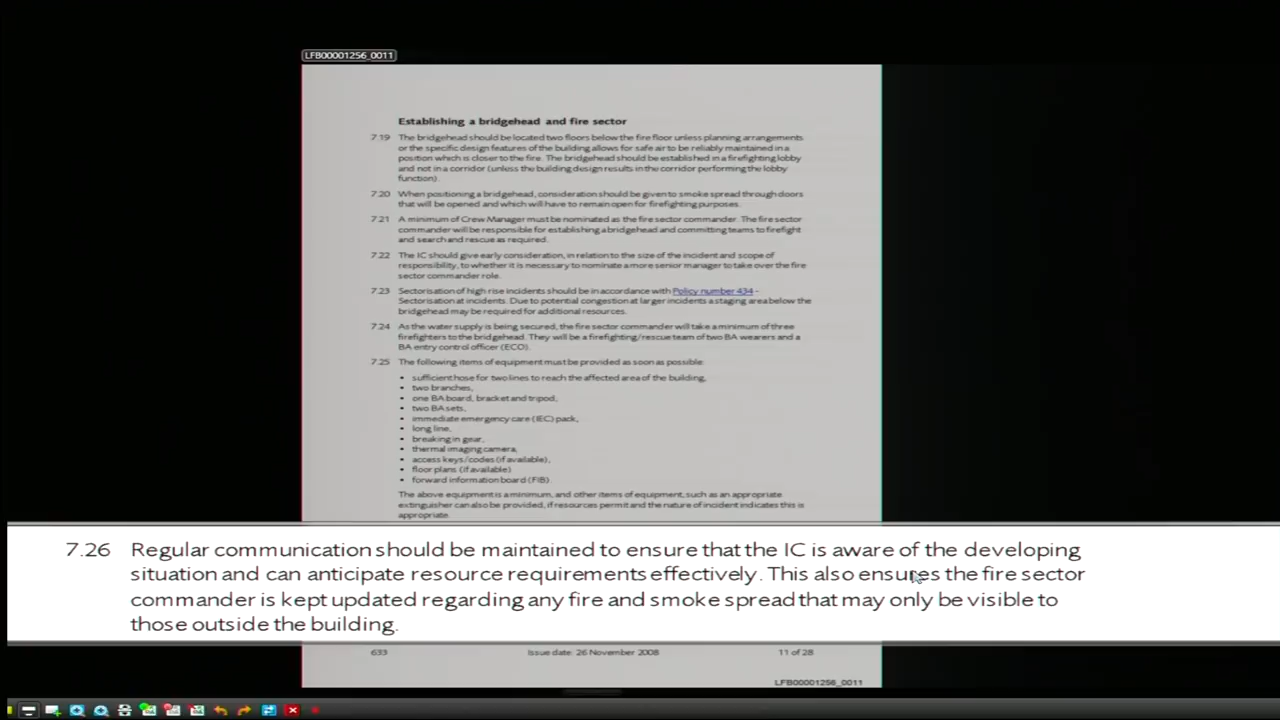 LFB00001256_0011
Establishing a bridgehead and fire sector
7.19 The bridgehead should be located two floors below the fire floor unless planning arrangements
or the specific design features of the building allows for safe air to be reliably maintained in a
position which is closer to the fire. The bridgehead should be established in a firefighting lobby
and not in a corridor (unless the building design results in the corridor performing the lobby
function).
7.20 When positioning a bridgehead, consideration should be given to smoke spread through doors
that will be opened and which will have to remain open for firefighting purposes.
7.21 A minimum of Crew Manager must be nominated as the fire sector commander. The fire sector
commander will be responsible for establishing a bridgehead and committing teams to firefight
and search and rescue as required.
7.22 The IC should give early consideration, in relation to the size of the incident and scope of
responsibility, to whether it is necessary to nominate a more senior manager to take over the fire
sector commander role.
7.23 Sectorisation of high rise incidents should be in accordance with Policy number 434 –
Sectorisation at incidents. Due to potential congestion at larger incidents a staging area below the
bridgehead may be required for additional resources.
7.24 As the water supply is being secured, the fire sector commander will take a minimum of three
firefighters to the bridgehead. They will be a firefighting/rescue team of two BA wearers and a
BA entry control officer (ECO).
7.25 The following items of equipment must be provided as soon as possible:
• sufficient hose for two lines to reach the affected area of the building,
• two branches,
• one BA board, bracket and tripod,
• two BA sets,
• immediate emergency care (IEC) pack,
• long line,
• breaking in gear,
• thermal imaging camera,
• access keys/codes (if available),
• floor plans (if available)
• forward information board (FIB)
The above equipment is a minimum, and other items of equipment, such as an appropriate
extinguisher can also be provided, if resources permit and the nature of incident indicates this is
appropriate.
7.26 Regular communication should be maintained to ensure that the IC is aware of the developing
situation and can anticipate resource requirements effectively. This also ensures the fire sector
commander is kept updated regarding any fire and smoke spread that may only be visible to
those outside the building.
633 Issue date: 26 November 2008 11 of 28
LFB00001256_0011